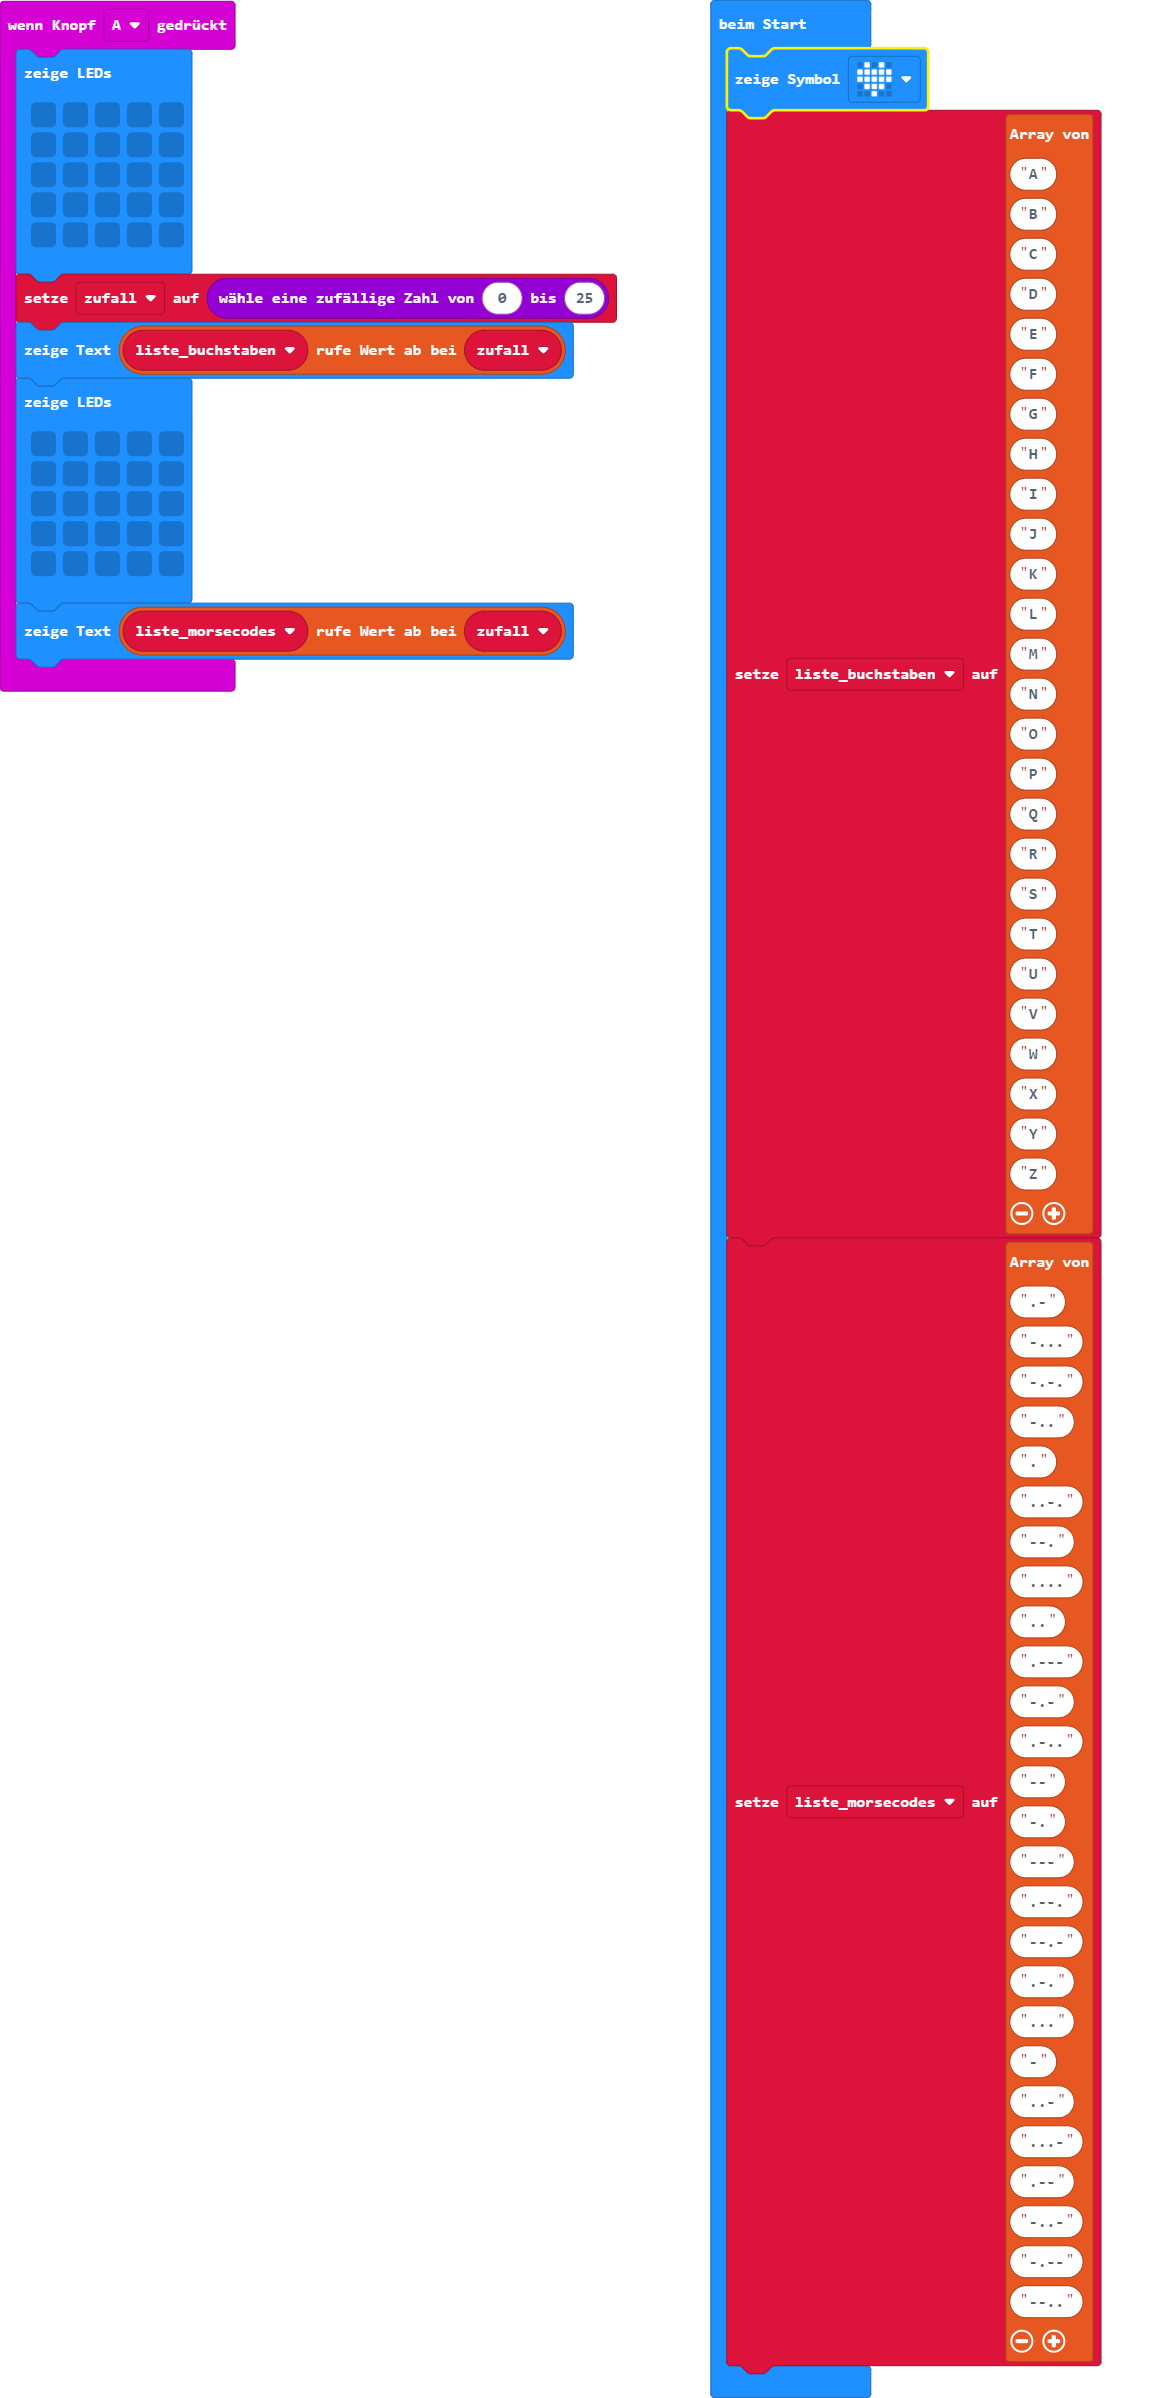 wenn Knopf A gedrückt
zeige LEDs
setze zufall auf wähle eine zufällige Zahl von 0 bis 25
zeige Text liste_buchstaben rufe Wert ab bei zufall
zeige LEDs
zeige Text liste_morsecodes rufe Wert ab bei zufall
beim Start
zeige Symbol
setze liste_buchstaben auf
Array von
"A"
"B"
"C"
"D"
"E"
"F"
"G"
"H"
"I"
"J"
"K"
"L"
"M"
"N"
"O"
"P"
"Q"
"R"
"S"
"T"
"U"
"V"
"W"
"X"
"Y"
"Z"
setze liste_morsecodes auf
Array von
".-"
"-..."
"-.-."
"-.."
"."
"..-."
"--."
"...."
".."
".---"
"-.-"
".-.."
"--"
"-."
"---"
".--."
"--.-"
".-."
"..."
"-"
"..-"
"...-"
".--"
"-..-"
"-.--"
"--.."